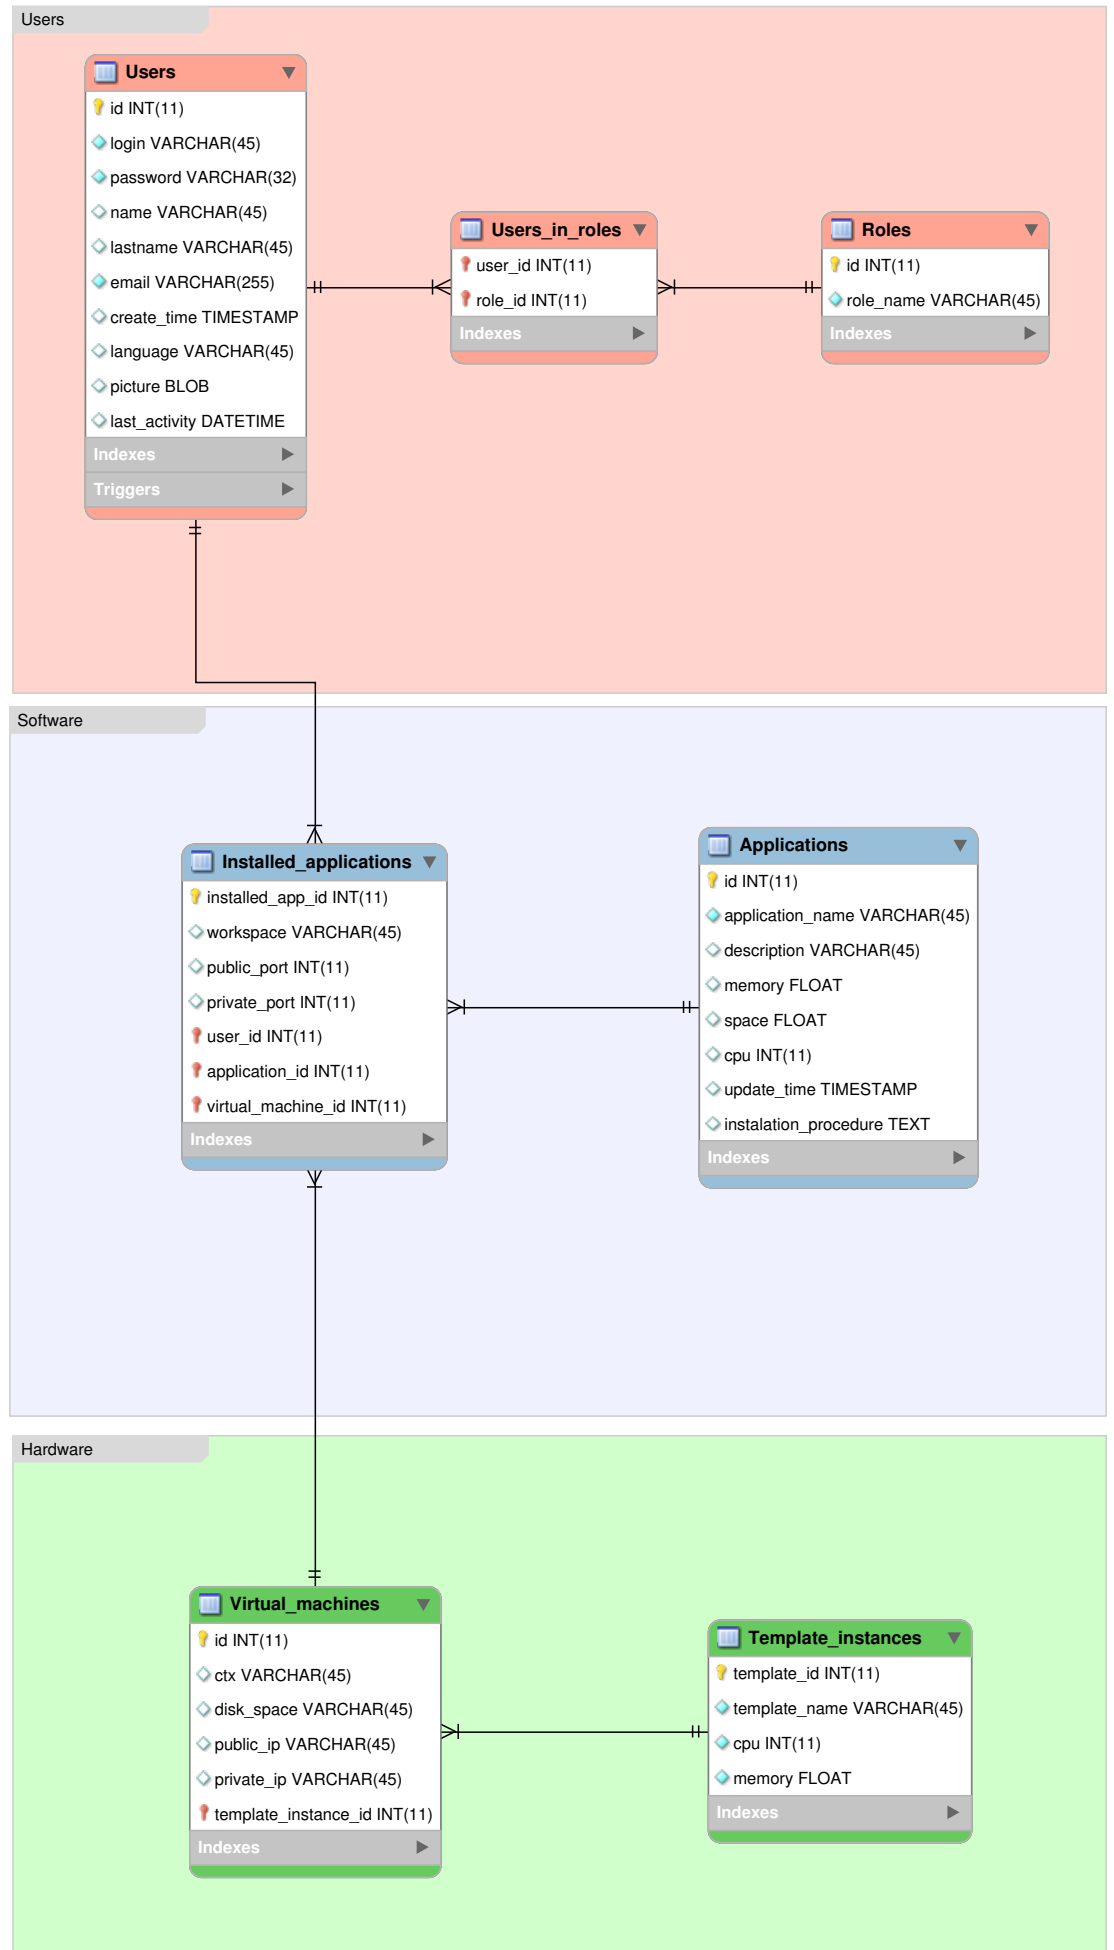 Users
Users
id INT(11)
login VARCHAR(45)
password VARCHAR(32)
name VARCHAR(45)
lastname VARCHAR(45)
email VARCHAR(255)
create_time TIMESTAMP
language VARCHAR(45)
picture BLOB
last_activity DATETIME
Indexes
Triggers
Users_in_roles
user_id INT(11)
role_id INT(11)
Indexes
Roles
id INT(11)
role_name VARCHAR(45)
Indexes
Software
Installed_applications
installed_app_id INT(11)
workspace VARCHAR(45)
public_port INT(11)
private_port INT(11)
user_id INT(11)
application_id INT(11)
virtual_machine_id INT(11)
Indexes
Applications
id INT(11)
application_name VARCHAR(45)
description VARCHAR(45)
memory FLOAT
space FLOAT
cpu INT(11)
update_time TIMESTAMP
instalation_procedure TEXT
Indexes
Hardware
Virtual_machines
id INT(11)
ctx VARCHAR(45)
disk_space VARCHAR(45)
public_ip VARCHAR(45)
private_ip VARCHAR(45)
template_instance_id INT(11)
Indexes
Template_instances
template_id INT(11)
template_name VARCHAR(45)
cpu INT(11)
memory FLOAT
Indexes